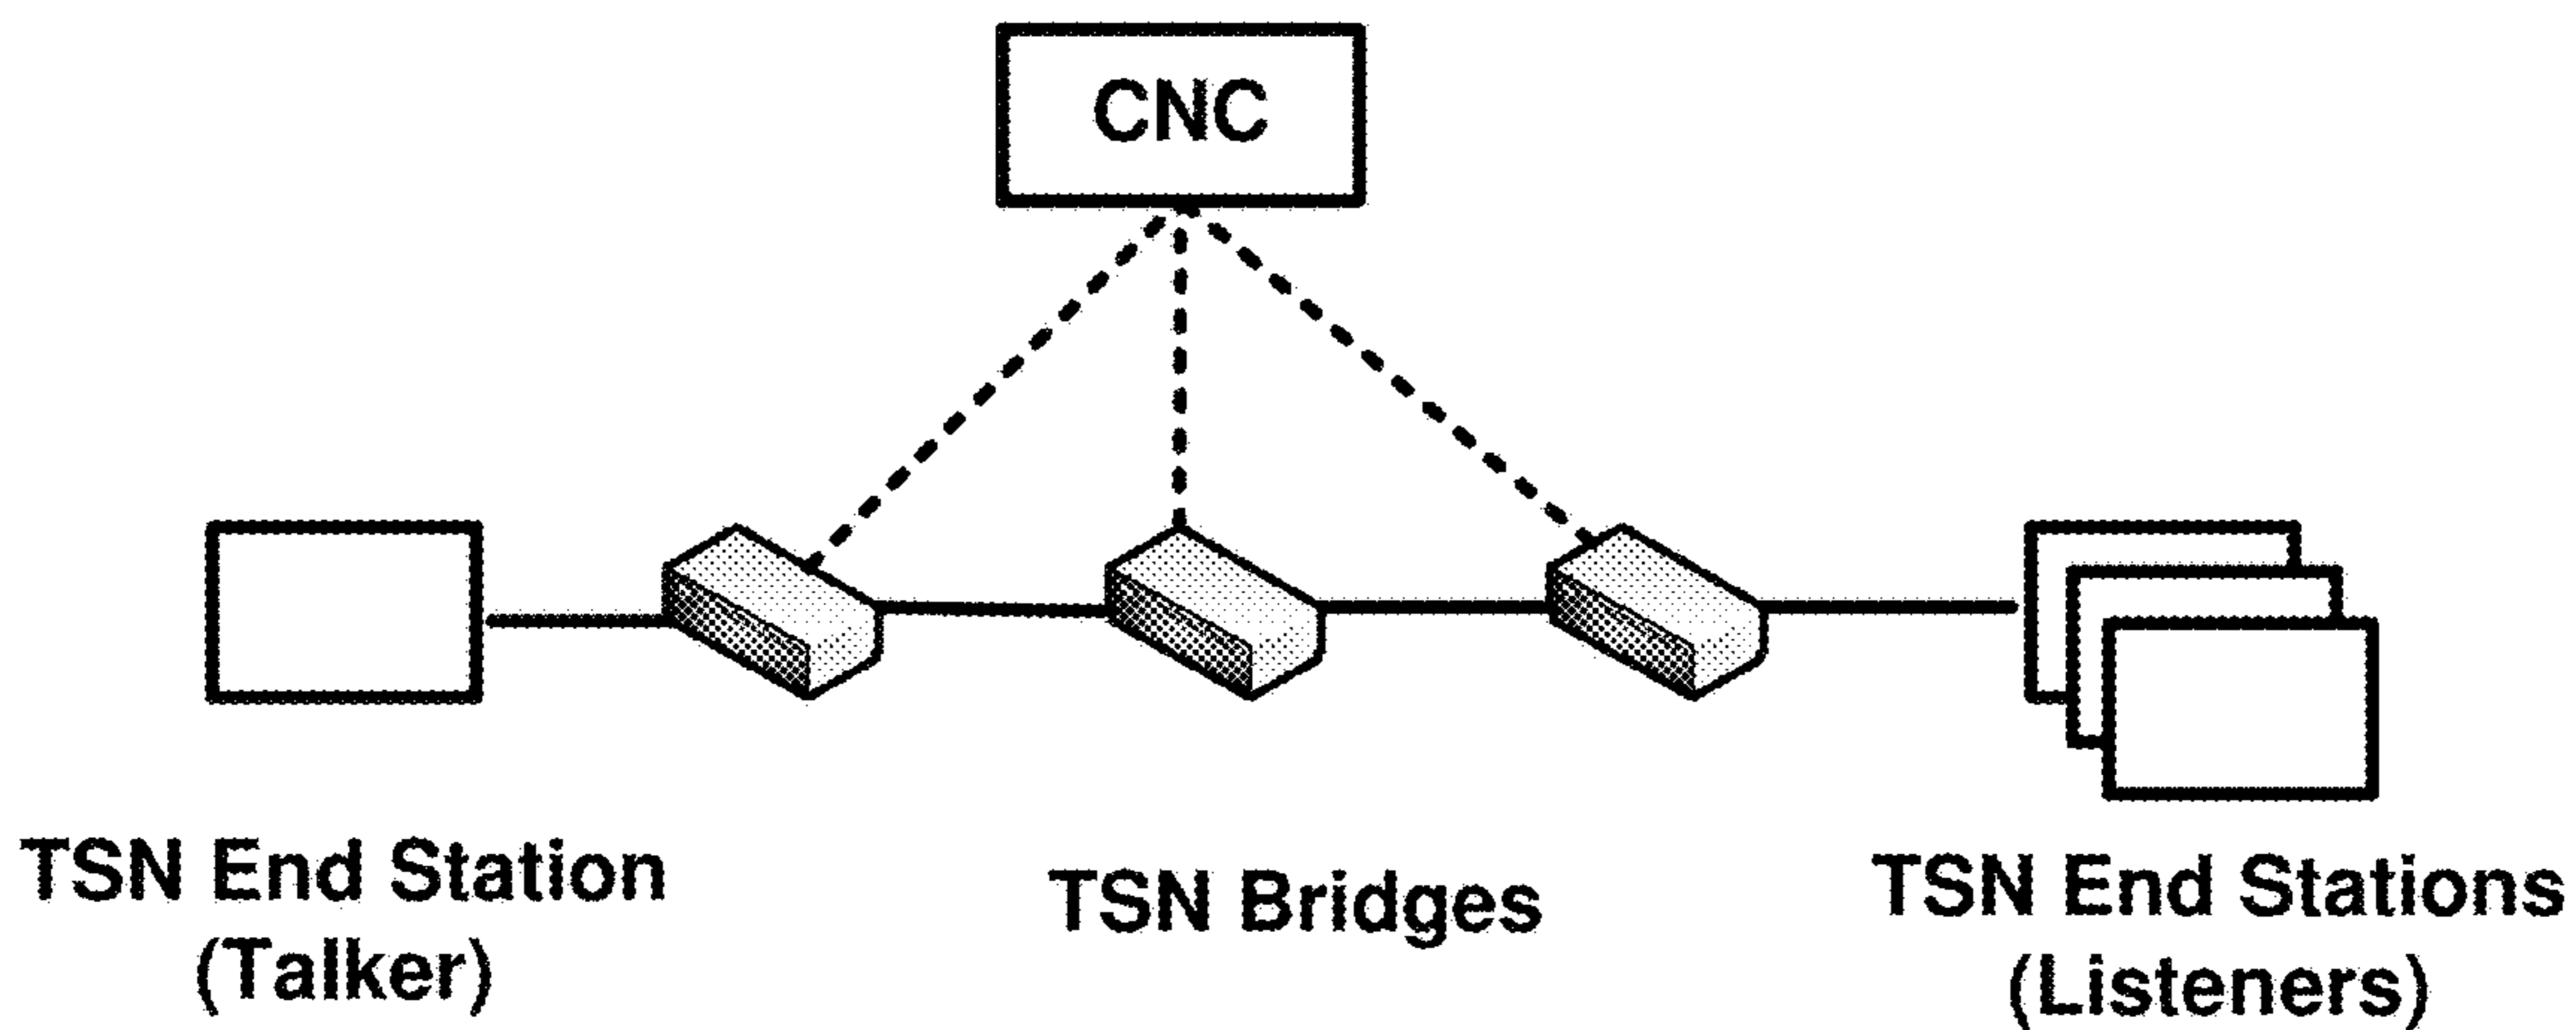 CNC
TSN End Station
(Talker)
TSN Bridges
TSN End Stations
(Listeners)